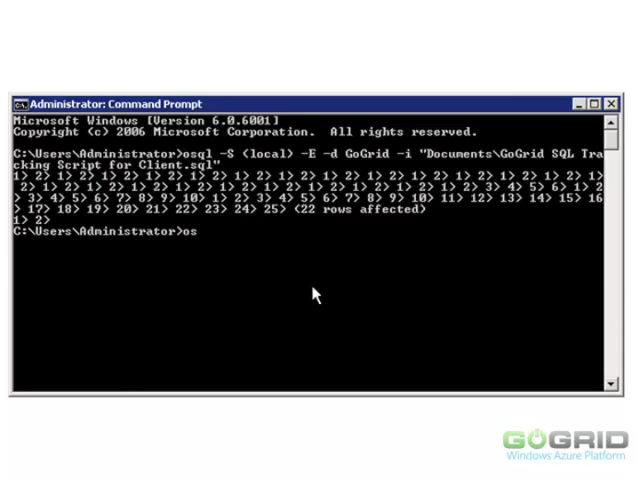 Administrator: Command Prompt
Microsoft Windows [Version 6.0.6001]
Copyright (c) 2006 Microsoft Corporation.  All rights reserved.
C:\Users\Administrator>osql -S (local) -E -d GoGrid -i "Documents\GoGrid SQL Tra
cking Script for Client.sql"
1> 2> 1> 2> 1> 2> 1> 2> 1> 2> 1> 2> 1> 2> 1> 2> 1> 2> 1> 2> 1> 2> 1> 2> 1> 2> 1>
 2> 1> 2> 1> 2> 1> 2> 1> 2> 1> 2> 1> 2> 1> 2> 1> 2> 1> 2> 3> 4> 5> 6> 1> 2
> 3> 4> 5> 6> 7> 8> 9> 10> 1> 2> 3> 4> 5> 6> 7> 8> 9> 10> 11> 12> 13> 14> 15> 16
> 17> 18> 19> 20> 21> 22> 23> 24> 25> (22 rows affected)
1> 2>
C:\Users\Administrator>os
GOGRID
Windows Azure Platform